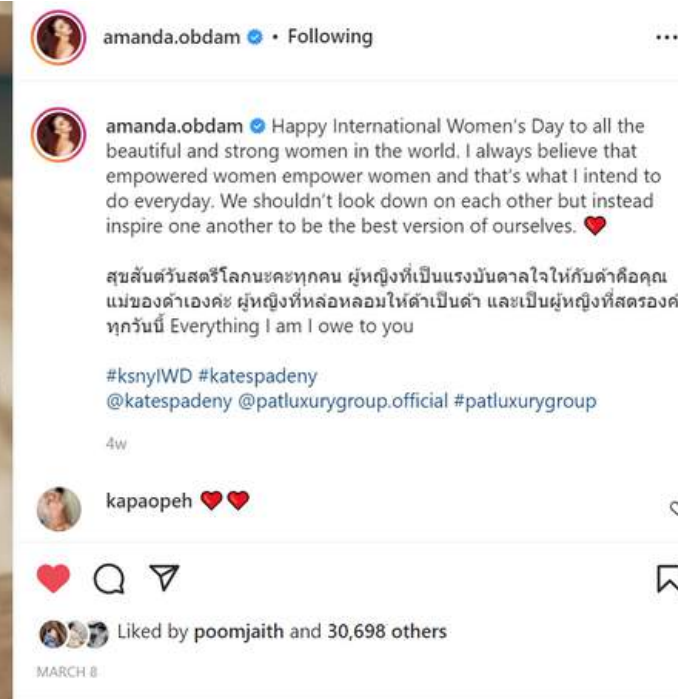 amanda.obdam • Following
amanda.obdam Happy International Women's Day to all the
beautiful and strong women in the world. I always believe that
empowered women empower women and that's what I intend to
do everyday. We shouldn't look down on each other but instead
inspire one another to be the best version of ourselves. ❤️
สุขสันต์วันสตรีโลกนะคะทุกคน ผู้หญิงที่เป็นแรงบันดาลใจให้กับด้าคือคุณ
แม่ของด้าเองค่ะ ผู้หญิงที่หล่อหลอมให้ด้าเป็นด้า และเป็นผู้หญิงที่สตรองค์
ทุกวันนี้ Everything I am I owe to you
#ksnyIWD #katespadeny
@katespadeny @patluxurygroup.official #patluxurygroup
4w
kapaopeh ❤️❤️
Liked by poomjaith and 30,698 others
MARCH 8